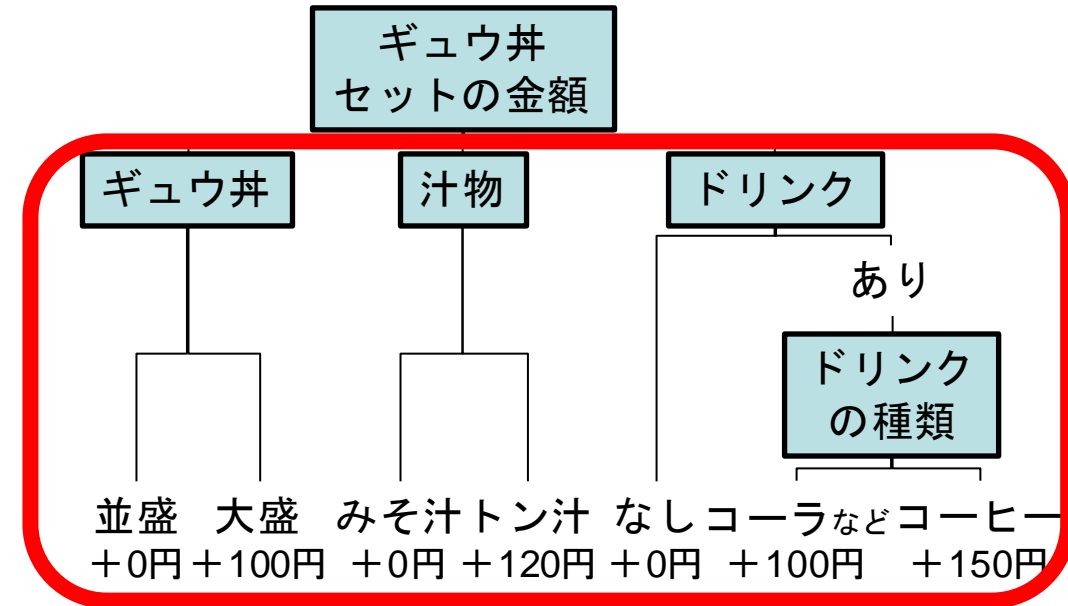 ギュウ丼
セットの金額
ギュウ丼
汁物
ドリンク
あり
ドリンク
の種類
並盛 大盛 みそ汁 トン汁 なし コーラなど コーヒー
+0円 +100円 +0円 +120円 +0円 +100円 +150円